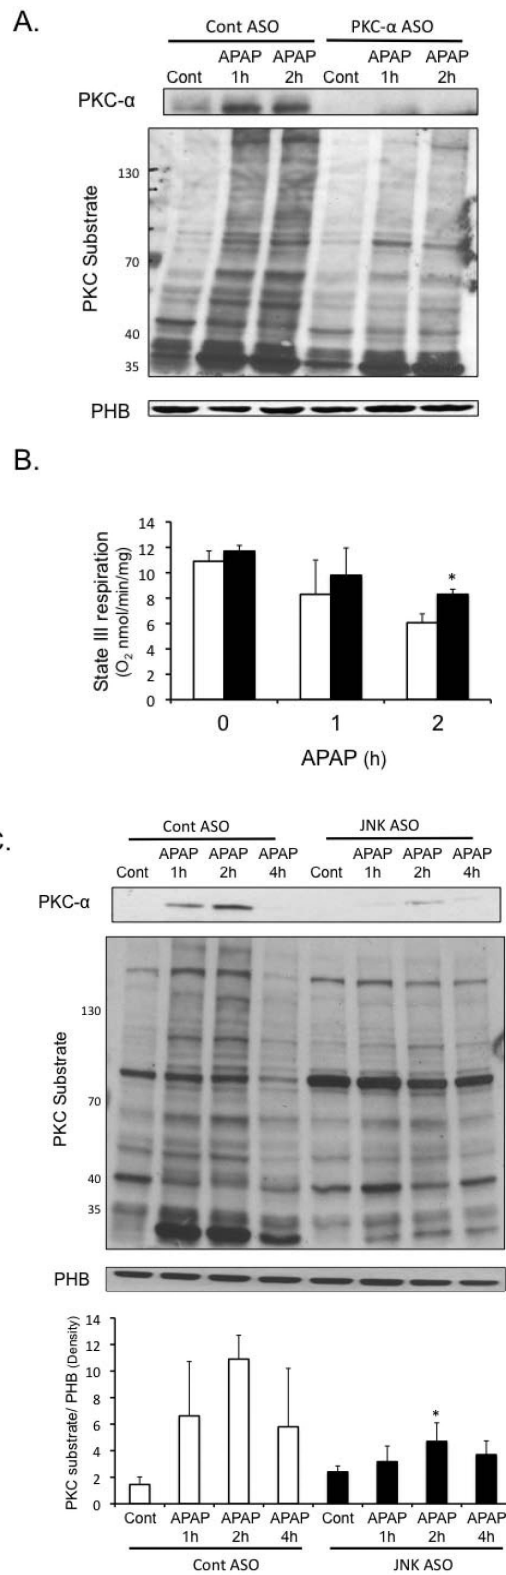 A.
Cont ASO PKC-α ASO
Cont APAP 1h APAP 2h Cont APAP 1h APAP 2h
PKC-α
PKC Substrate
130
70
40
35
PHB
B.
State III respiration
(O₂ nmol/min/mg)
14
12
10
8
6
4
2
0
*
0 1 2
APAP (h)
C.
Cont ASO JNK ASO
Cont APAP 1h APAP 2h APAP 4h Cont APAP 1h APAP 2h APAP 4h
PKC-α
PKC Substrate
130
70
40
35
PHB
PKC substrate/ PHB (Density)
14
12
10
8
6
4
2
0
*
Cont APAP 1h APAP 2h APAP 4h Cont APAP 1h APAP 2h APAP 4h
Cont ASO JNK ASO